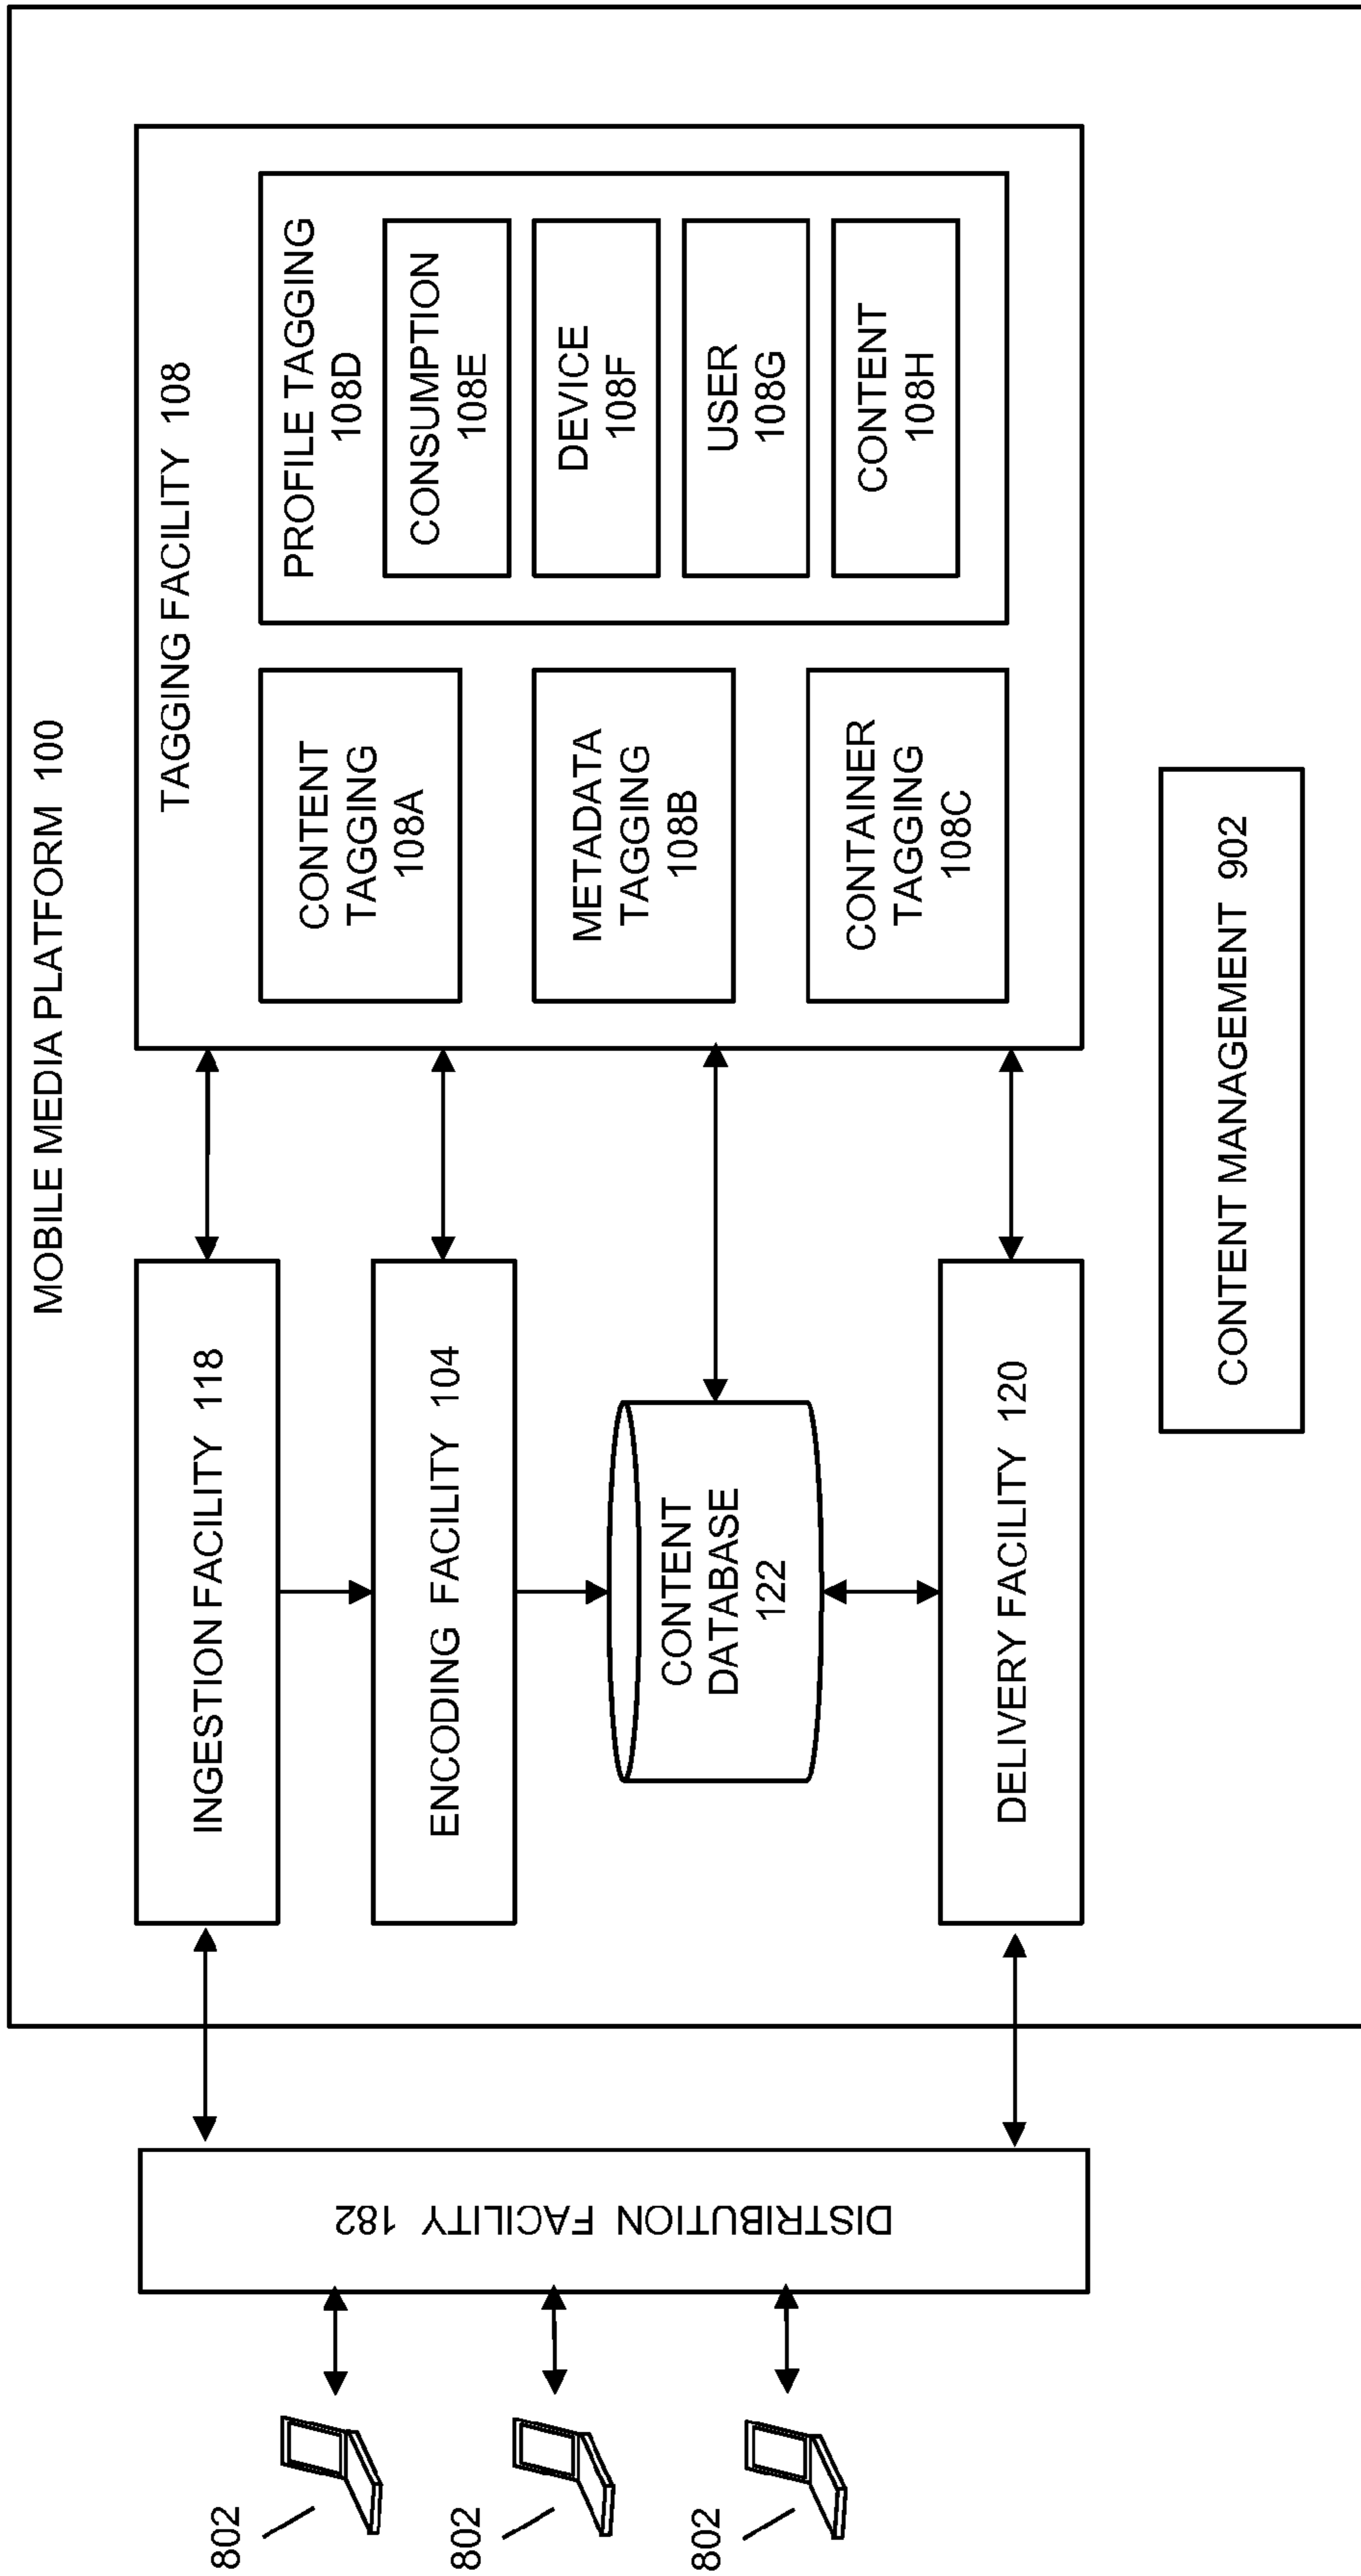 MOBILE MEDIA PLATFORM 100
TAGGING FACILITY 108
PROFILE TAGGING
108D
CONSUMPTION
108E
DEVICE
108F
USER
108G
CONTENT
108H
CONTENT
TAGGING
108A
METADATA
TAGGING
108B
CONTAINER
TAGGING
108C
INGESTION FACILITY 118
ENCODING FACILITY 104
CONTENT
DATABASE
122
DELIVERY FACILITY 120
CONTENT MANAGEMENT 902
DISTRIBUTION FACILITY 182
802
802
802